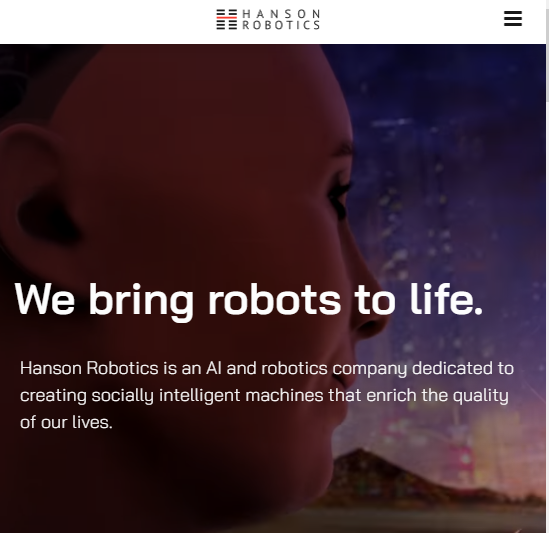 HANSON
ROBOTICS
We bring robots to life.
Hanson Robotics is an AI and robotics company dedicated to
creating socially intelligent machines that enrich the quality
of our lives.